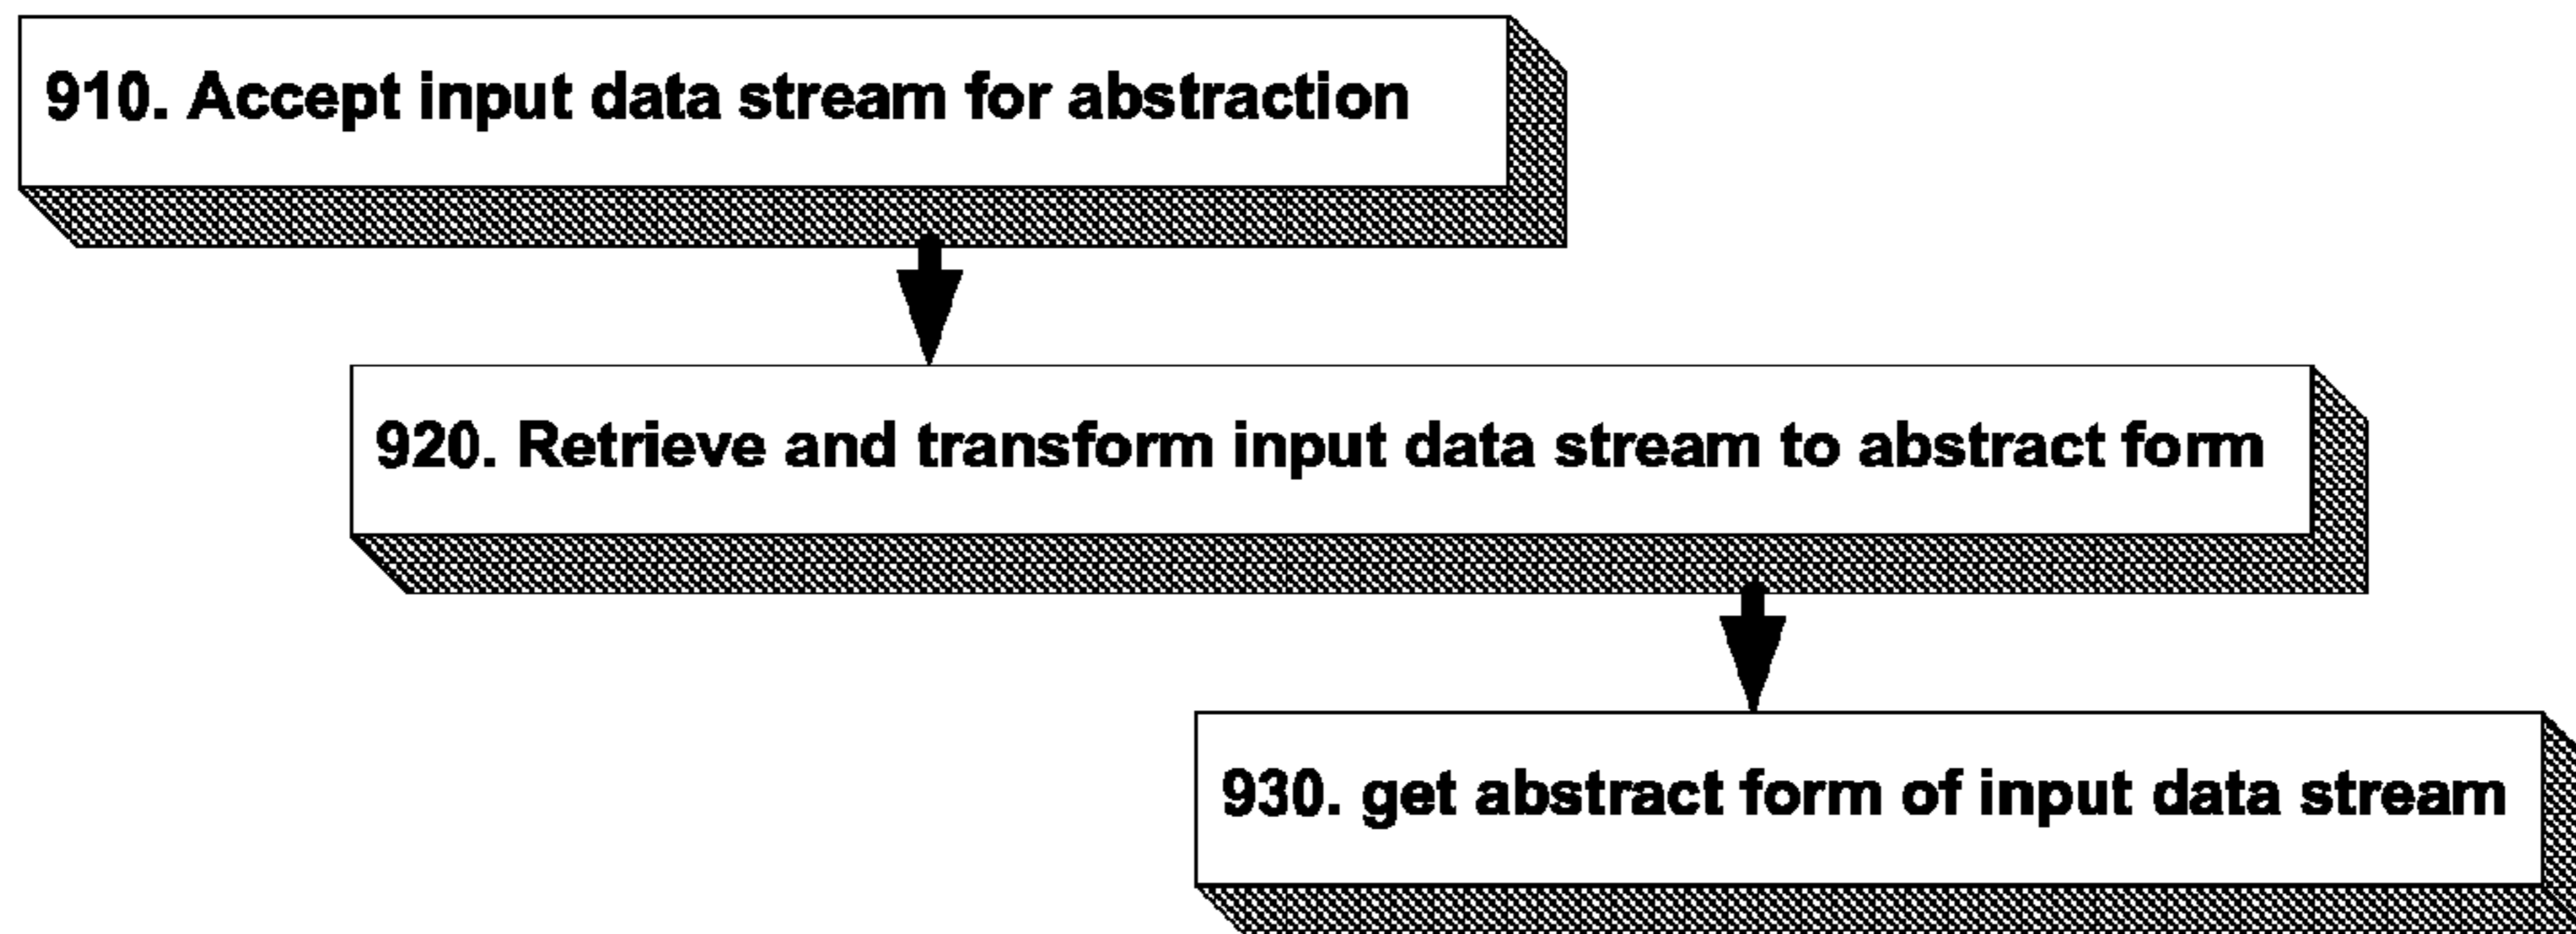 910. Accept input data stream for abstraction
920. Retrieve and transform input data stream to abstract form
930. get abstract form of input data stream